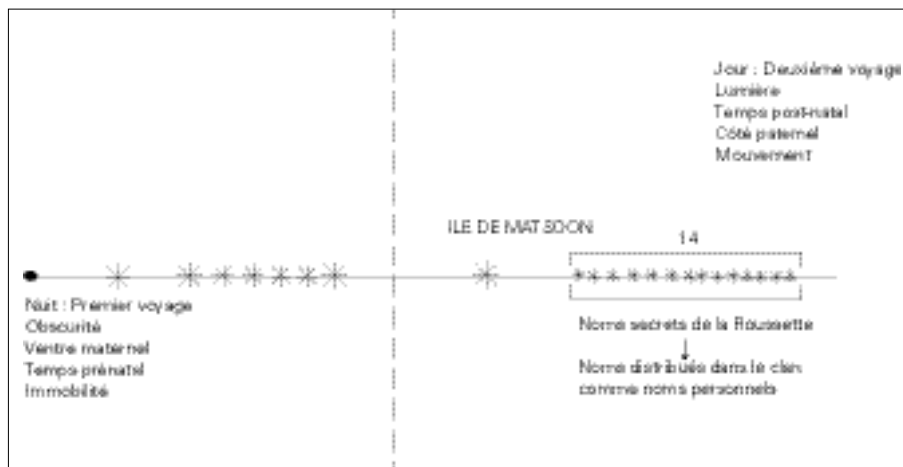 Jour : Deuxième voyage
Lumière
Temps post-natal
Côté paternel
Mouvement
ILE DE MATSOON
14
Nuit : Premier voyage
Obscurité
Ventre maternel
Temps prénatal
Immobilité
Noms secrets de la Roussette
Noms distribués dans le clan
comme noms personnels